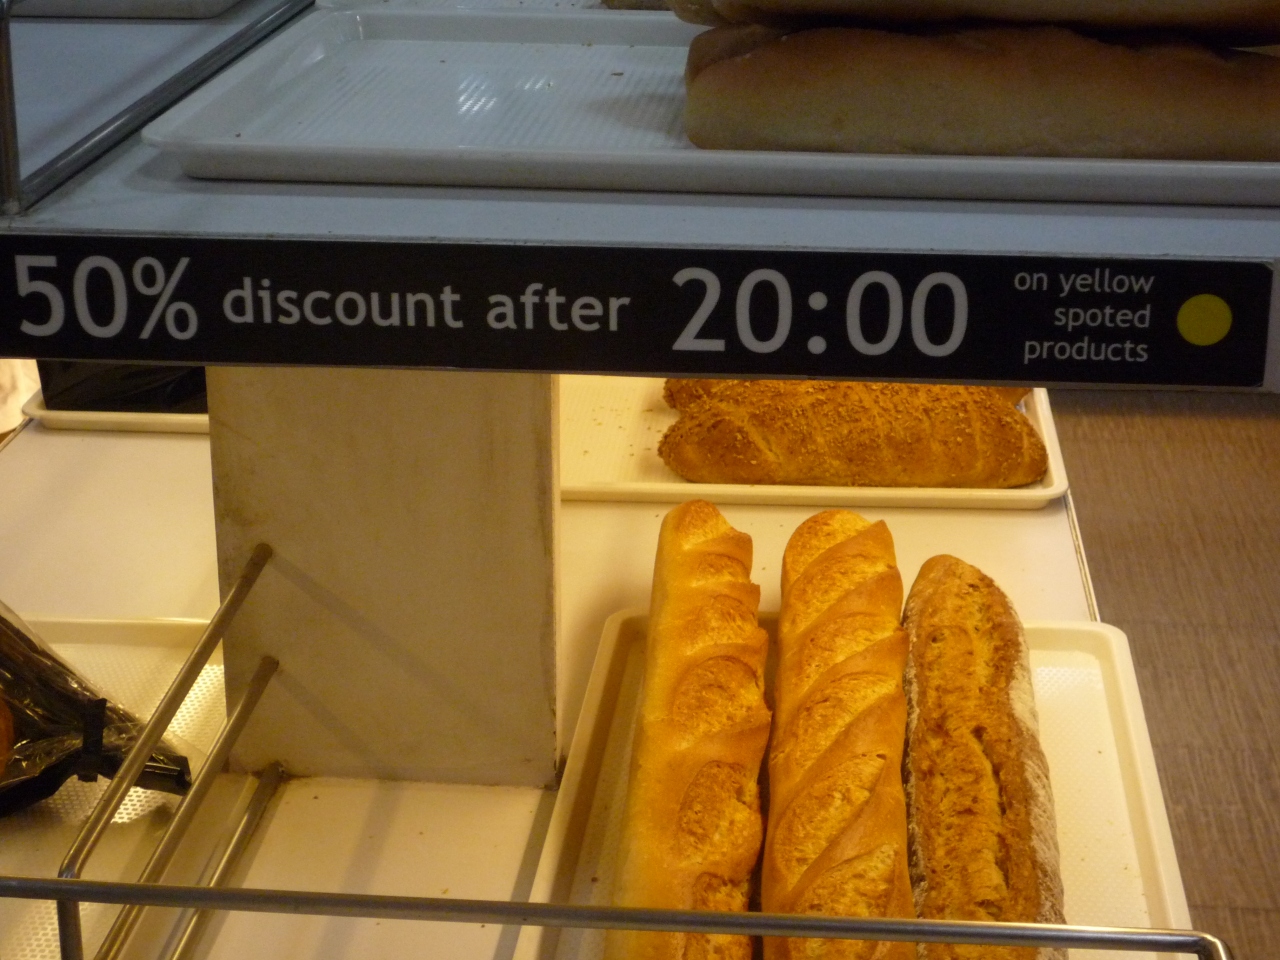 50% discount after 20:00
on yellow
spoted
products